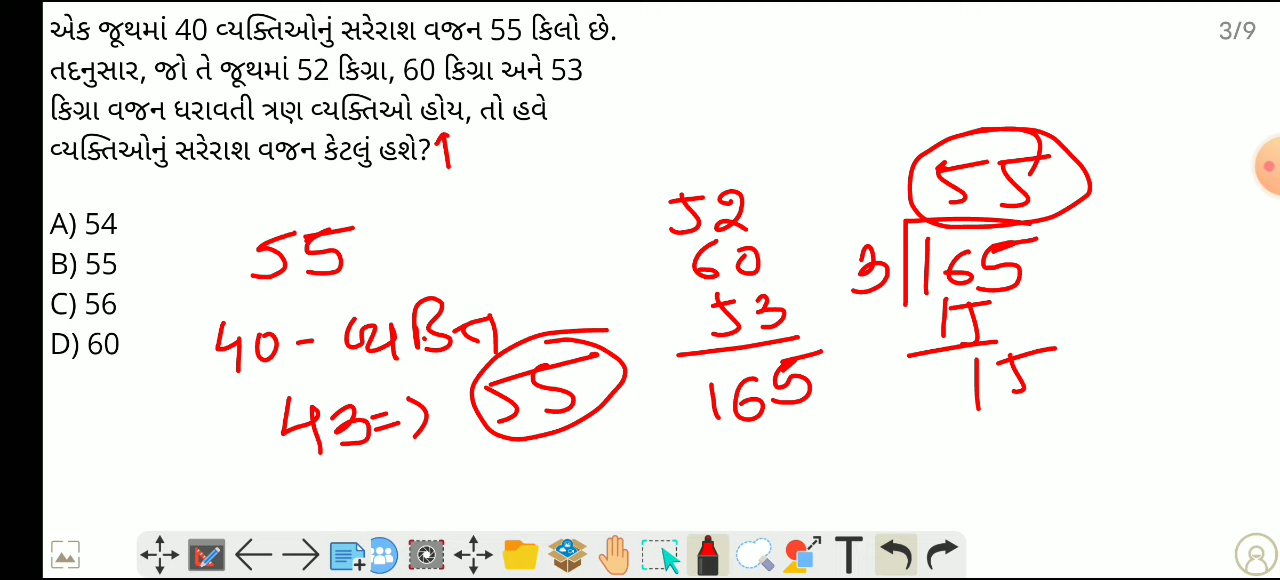 એક જૂથમાં 40 વ્યક્તિઓનું સરેરાશ વજન 55 કિલો છે.
તદનુસાર, જો તે જૂથમાં 52 કિગ્રા, 60 કિગ્રા અને 53
કિગ્રા વજન ધરાવતી ત્રણ વ્યક્તિઓ હોય, તો હવે
વ્યક્તિઓનું સરેરાશ વજન કેટલું હશે?
3/9
A) 54
B) 55
C) 56
D) 60
55
40 - વ્યક્તિ
43 => 55
52
60
53
165
55
3 165
15
15
T